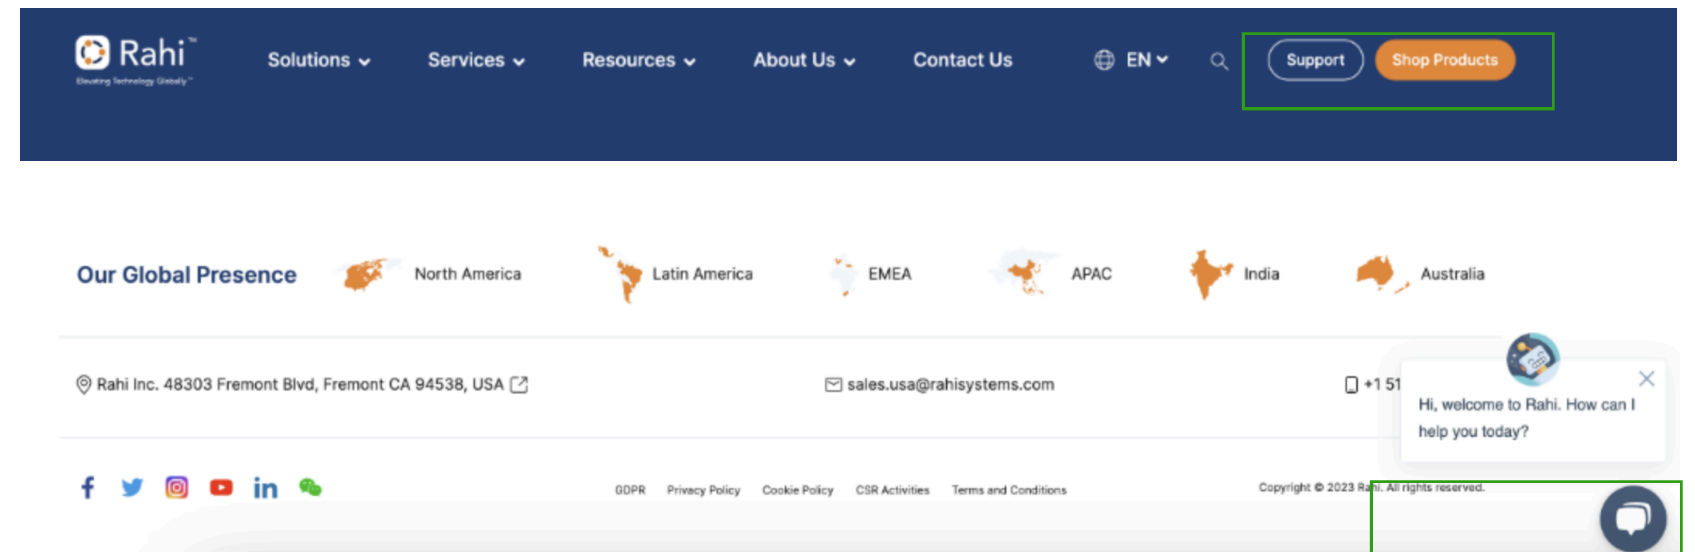 Rahi™
Elevating Technology Globally™
Solutions Services Resources About Us Contact Us EN Support Shop Products
Our Global Presence North America Latin America EMEA APAC India Australia
Rahi Inc. 48303 Fremont Blvd, Fremont CA 94538, USA sales.usa@rahisystems.com +1 51
Hi, welcome to Rahi. How can I
help you today?
GDPR Privacy Policy Cookie Policy CSR Activities Terms and Conditions Copyright © 2023 Rahi. All rights reserved.